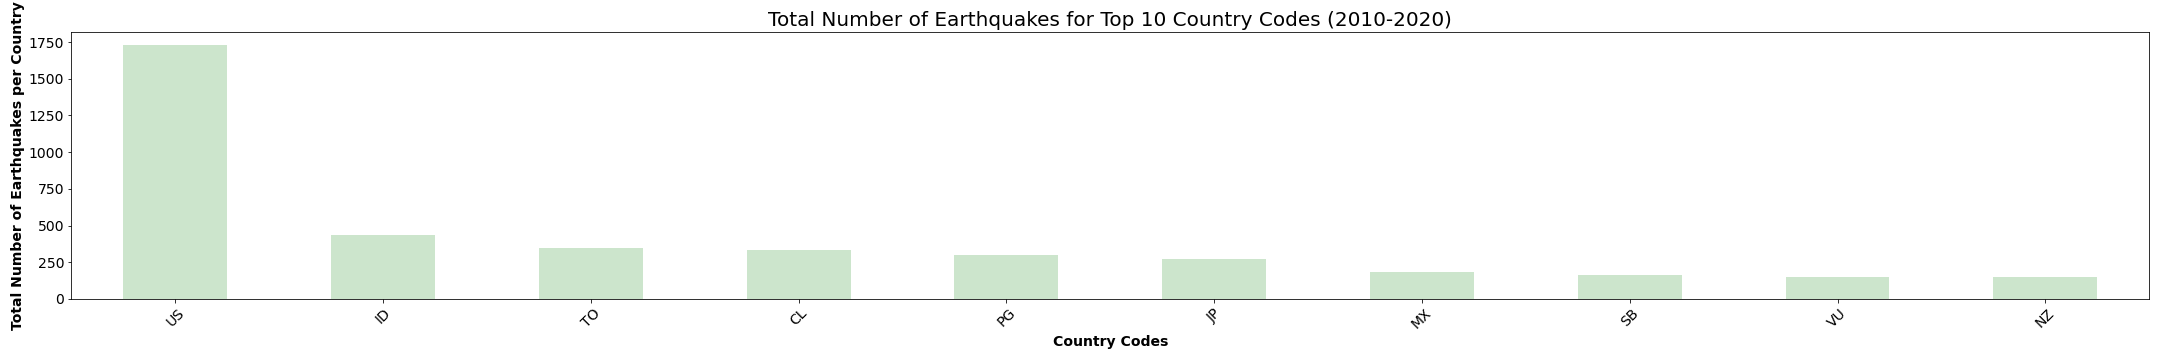 Total Number of Earthquakes for Top 10 Country Codes (2010-2020)
Total Number of Earthquakes per Country
1750
1500
1250
1000
750
500
250
0
US ID TO CL PG JP MX SB VU NZ
Country Codes